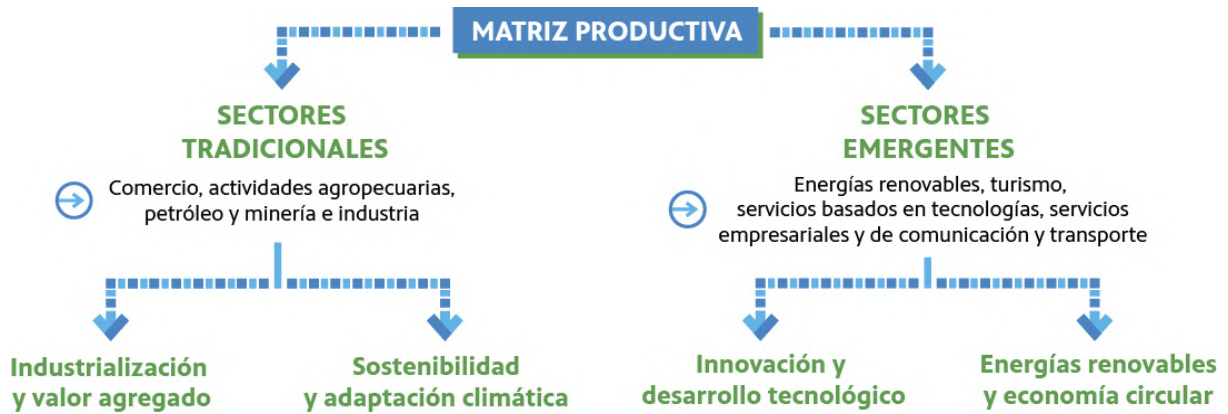 MATRIZ PRODUCTIVA
SECTORES
TRADICIONALES
Comercio, actividades agropecuarias,
petróleo y minería e industria
SECTORES
EMERGENTES
Energías renovables, turismo,
servicios basados en tecnologías, servicios
empresariales y de comunicación y transporte
Industrialización
y valor agregado
Sostenibilidad
y adaptación climática
Innovación y
desarrollo tecnológico
Energías renovables
y economía circular